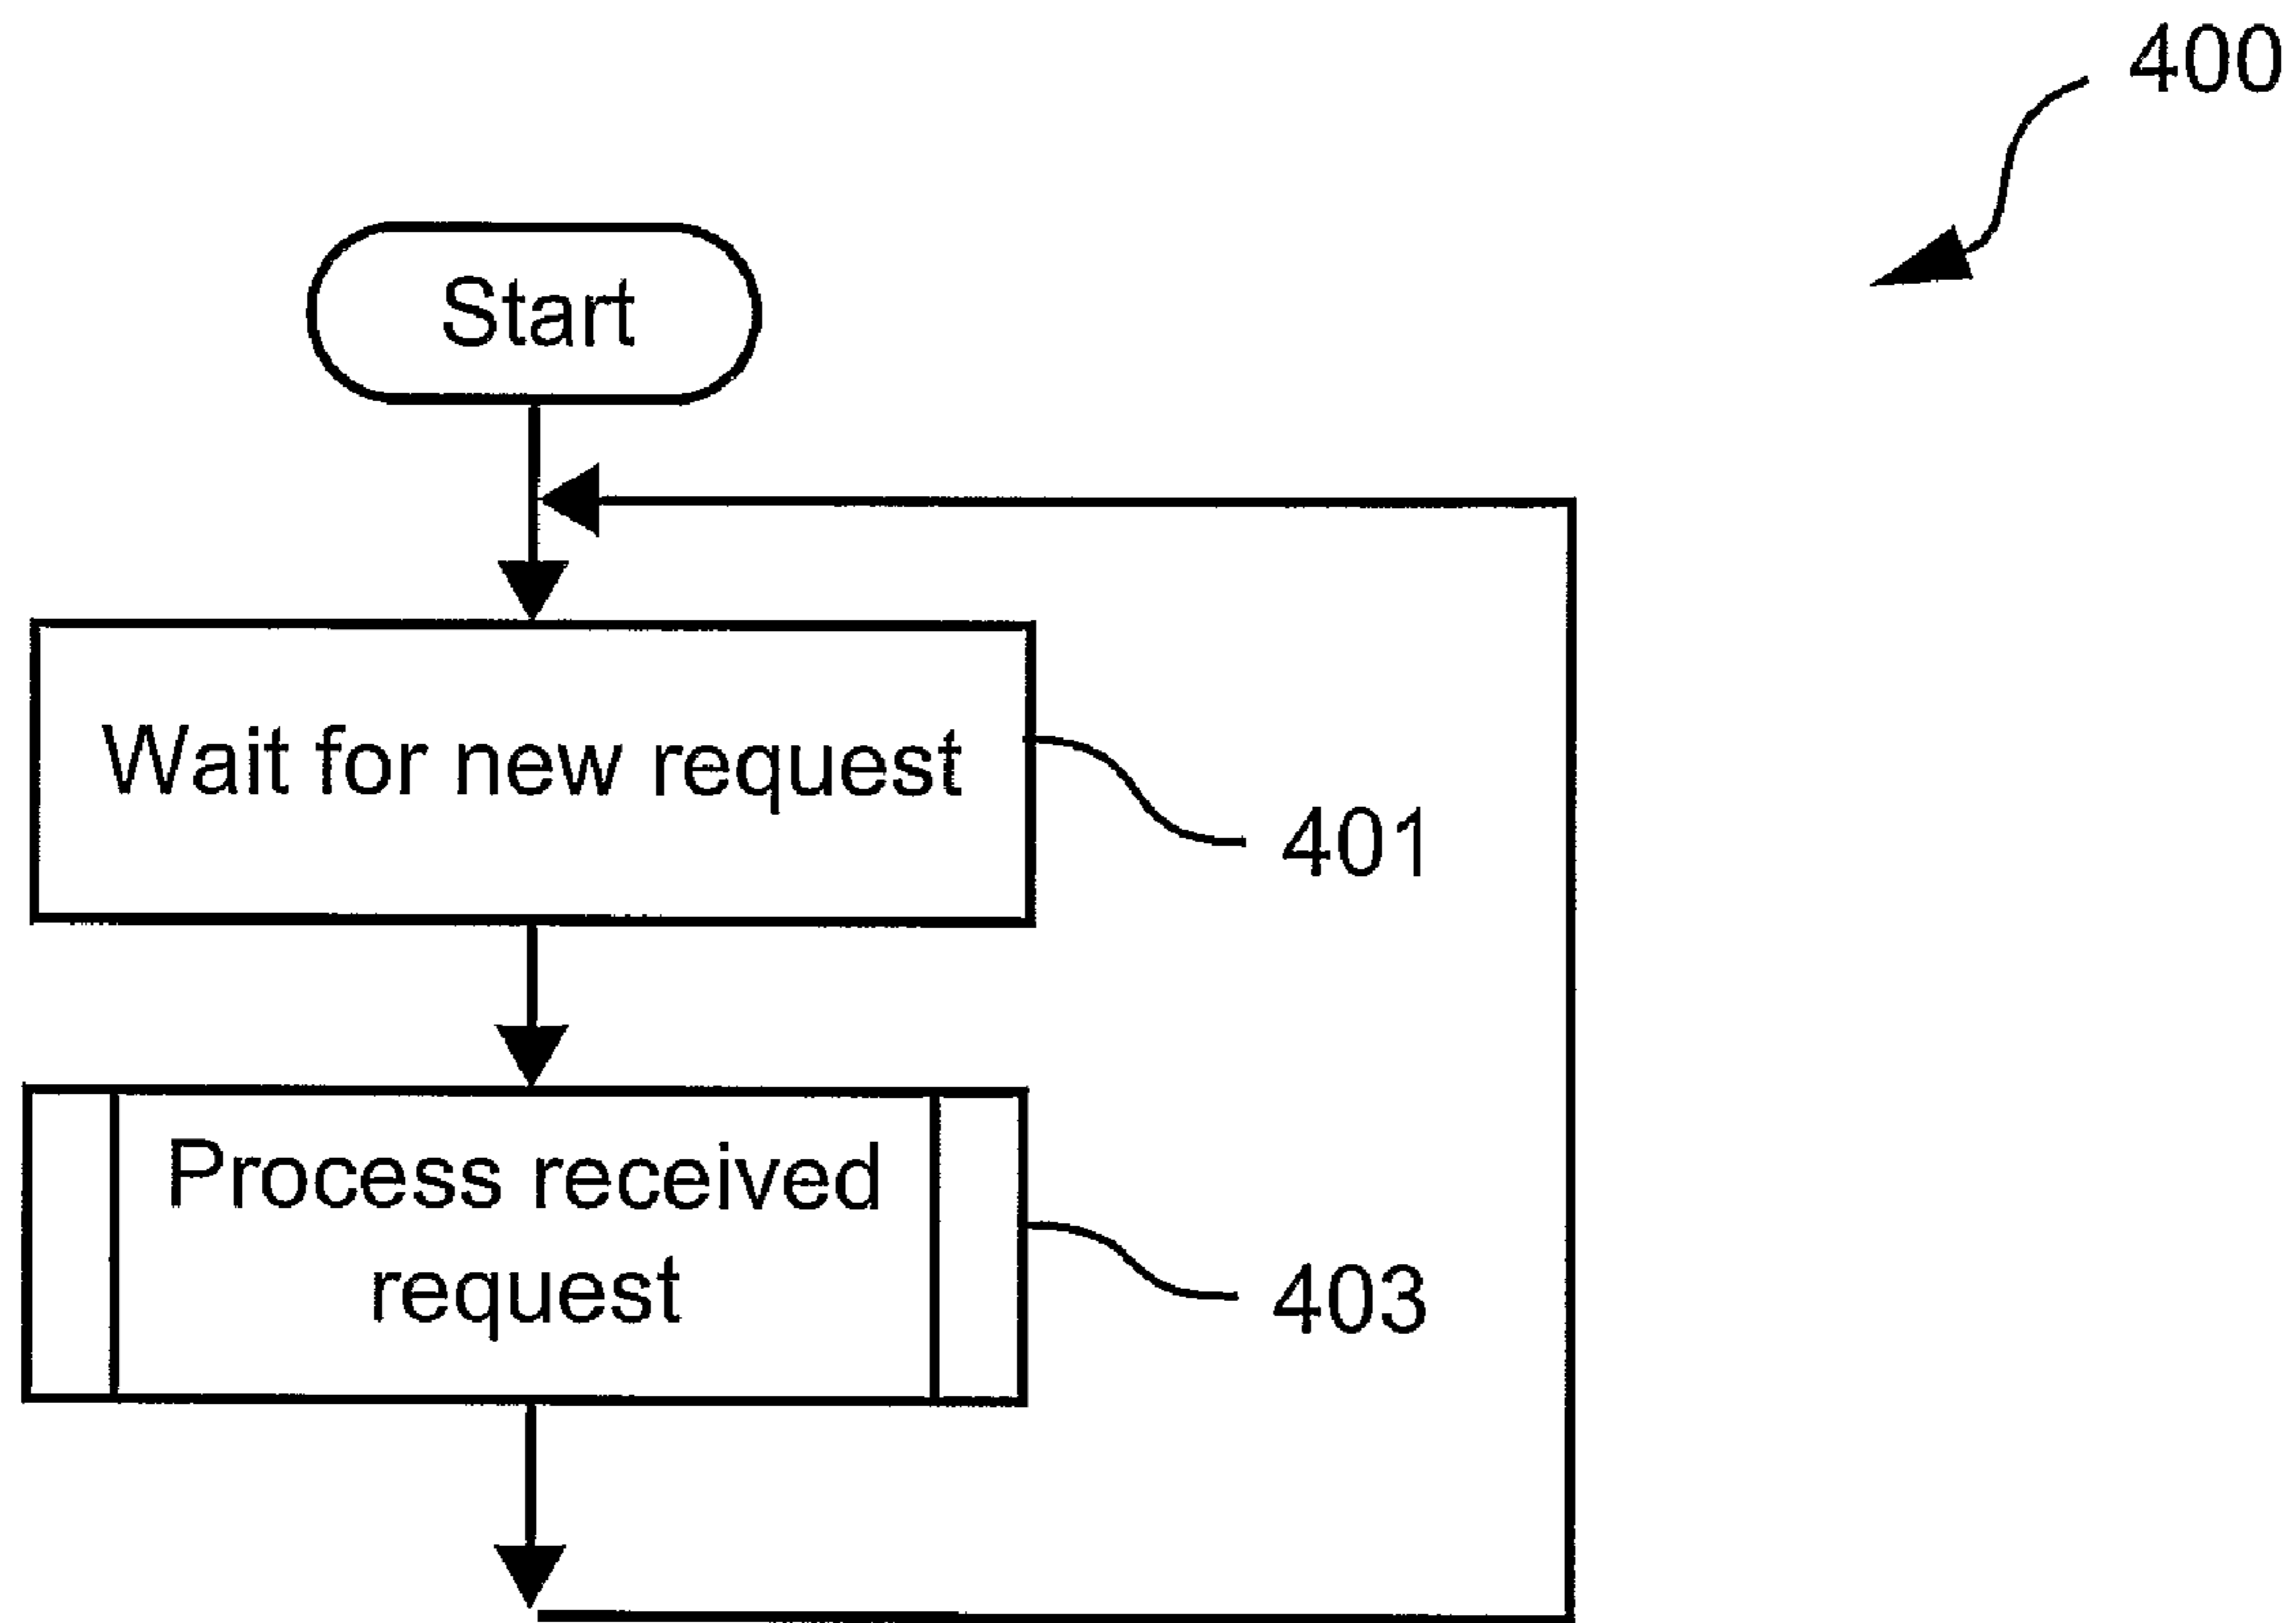 400
Start
Wait for new request
401
Process received
request
403